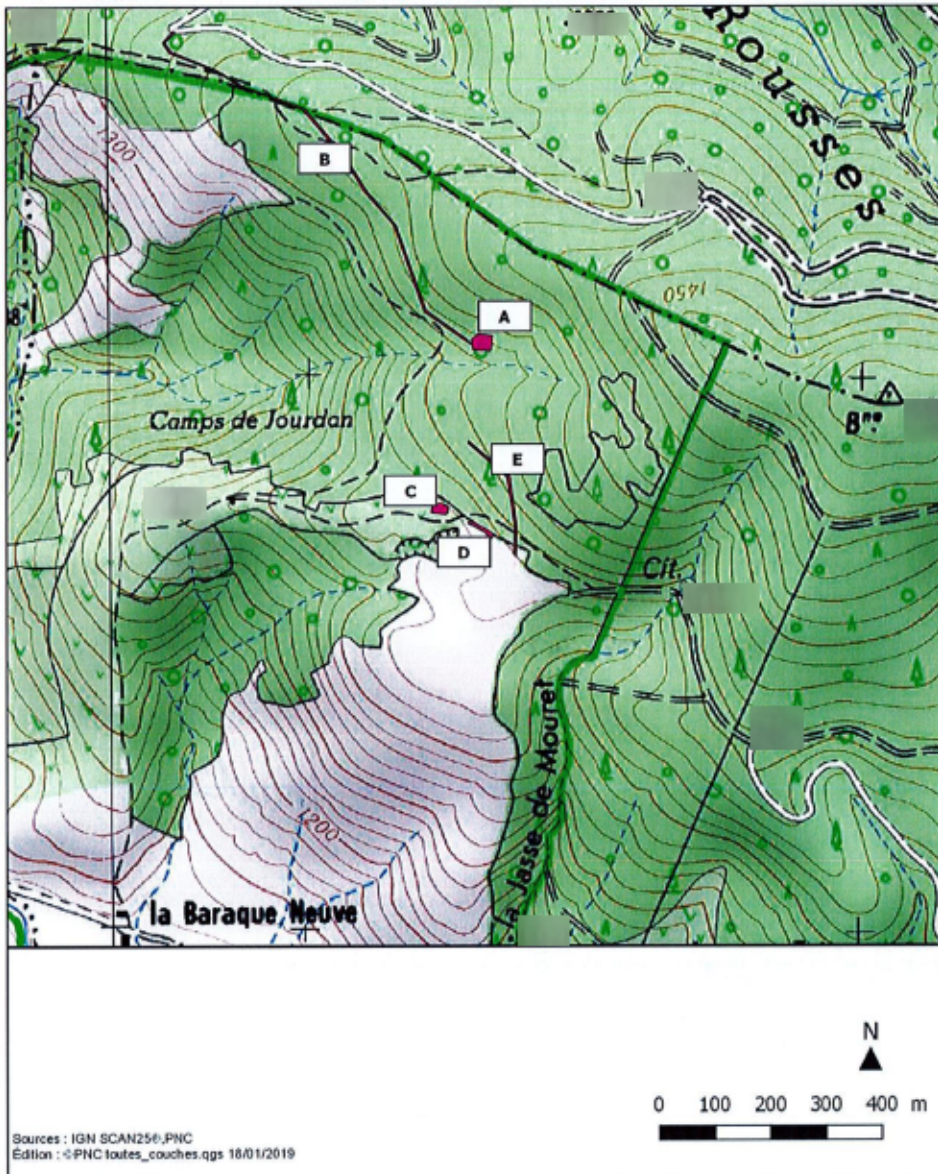 Rousses
1200
B
1450
A
8
Bne
Camps de Jourdan
E
C
D
Cit.
la Jasse de Mouret
1200
la Baraque Neuve
N
0 100 200 300 400 m
Sources : IGN SCAN25®,PNC
Édition : ©PNC toutes_couches.qgs 18/01/2019